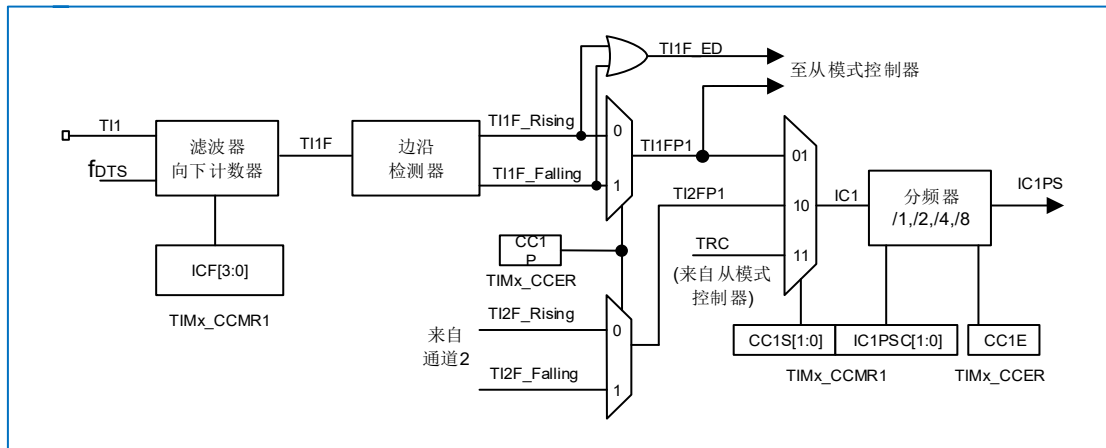 TI1F_ED
至从模式控制器
TI1
f_DTS
滤波器
向下计数器
TI1F
边沿
检测器
TI1F_Rising
TI1F_Falling
0
1
TI1FP1
TI2FP1
01
10
11
IC1
分频器
/1,/2,/4,/8
IC1PS
TRC
(来自从模式
控制器)
CC1
P
TIMx_CCER
ICF[3:0]
TIMx_CCMR1
来自
通道2
TI2F_Rising
TI2F_Falling
0
1
CC1S[1:0]
IC1PSC[1:0]
CC1E
TIMx_CCMR1
TIMx_CCER